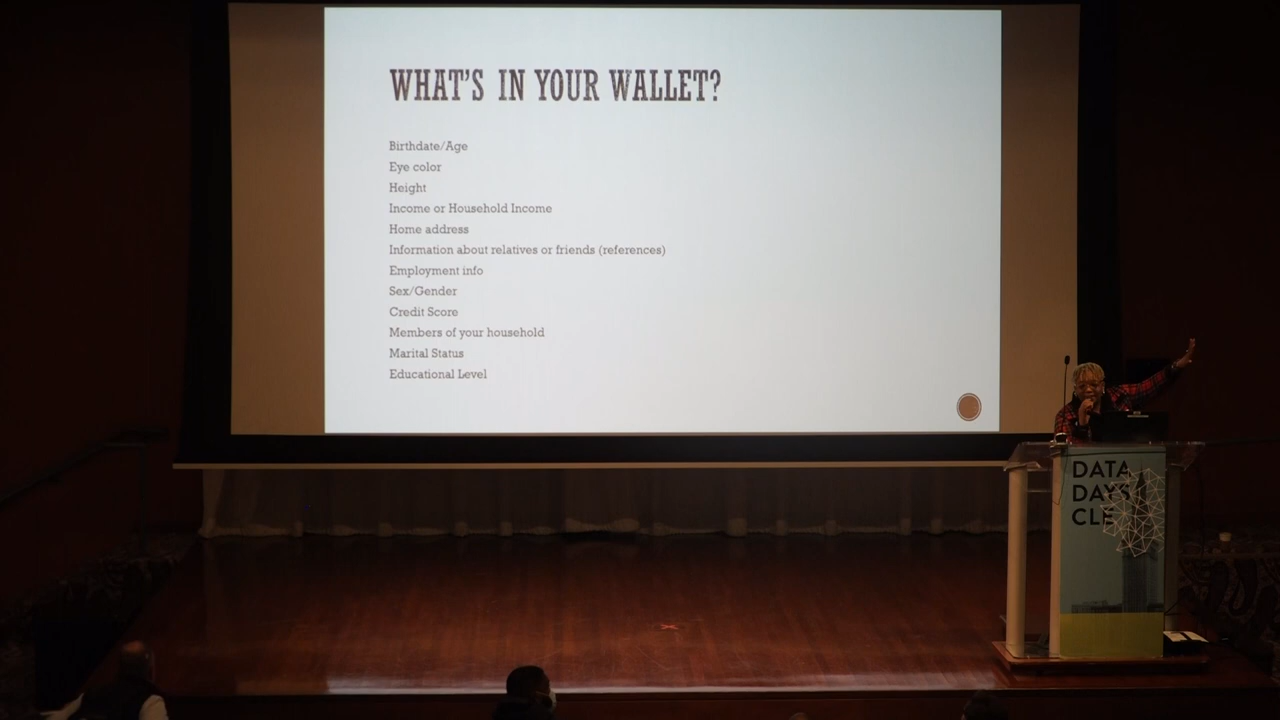 WHAT'S IN YOUR WALLET?
Birthdate/Age
Eye color
Height
Income or Household Income
Home address
Information about relatives or friends (references)
Employment info
Sex/Gender
Credit Score
Members of your household
Marital Status
Educational Level
DATA
DAYS
CLE